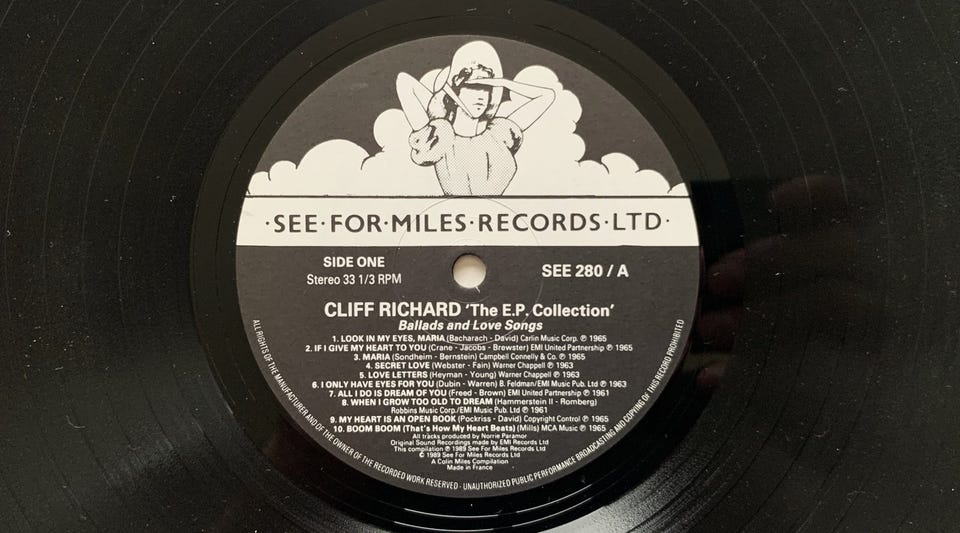 ·SEE·FOR·MILES·RECORDS·LTD·
SIDE ONE
Stereo 33 1/3 RPM
SEE 280 / A
CLIFF RICHARD 'The E.P. Collection'
Ballads and Love Songs
1. LOOK IN MY EYES, MARIA (Bacharach - David) Carlin Music Corp. ℗ 1965
2. IF I GIVE MY HEART TO YOU (Crane - Jacobs - Brewster) EMI United Partnership ℗ 1965
3. MARIA (Sondheim - Bernstein) Campbell Connelly & Co. ℗ 1965
4. SECRET LOVE (Webster - Fain) Warner Chappell ℗ 1963
5. LOVE LETTERS (Heyman - Young) Warner Chappell ℗ 1963
6. I ONLY HAVE EYES FOR YOU (Dubin - Warren) B. Feldman/EMI Music Pub. Ltd ℗ 1963
7. ALL I DO IS DREAM OF YOU (Freed - Brown) EMI United Partnership ℗ 1961
8. WHEN I GROW TOO OLD TO DREAM (Hammerstein II - Romberg)
Robbins Music Corp./EMI Music Pub. Ltd ℗ 1961
9. MY HEART IS AN OPEN BOOK (Pockriss - David) Copyright Control ℗ 1965
10. BOOM BOOM (That's How My Heart Beats) (Mills) MCA Music ℗ 1965
All tracks produced by Norrie Paramor
Original Sound Recordings made by EMI Records Ltd
This compilation ℗ 1989 See For Miles Records Ltd
© 1989 See For Miles Records Ltd
A Colin Miles Compilation
Made in France
ALL RIGHTS OF THE MANUFACTURER AND OF THE OWNER OF THE RECORDED WORK RESERVED - UNAUTHORIZED PUBLIC PERFORMANCE BROADCASTING AND COPYING OF THIS RECORD PROHIBITED